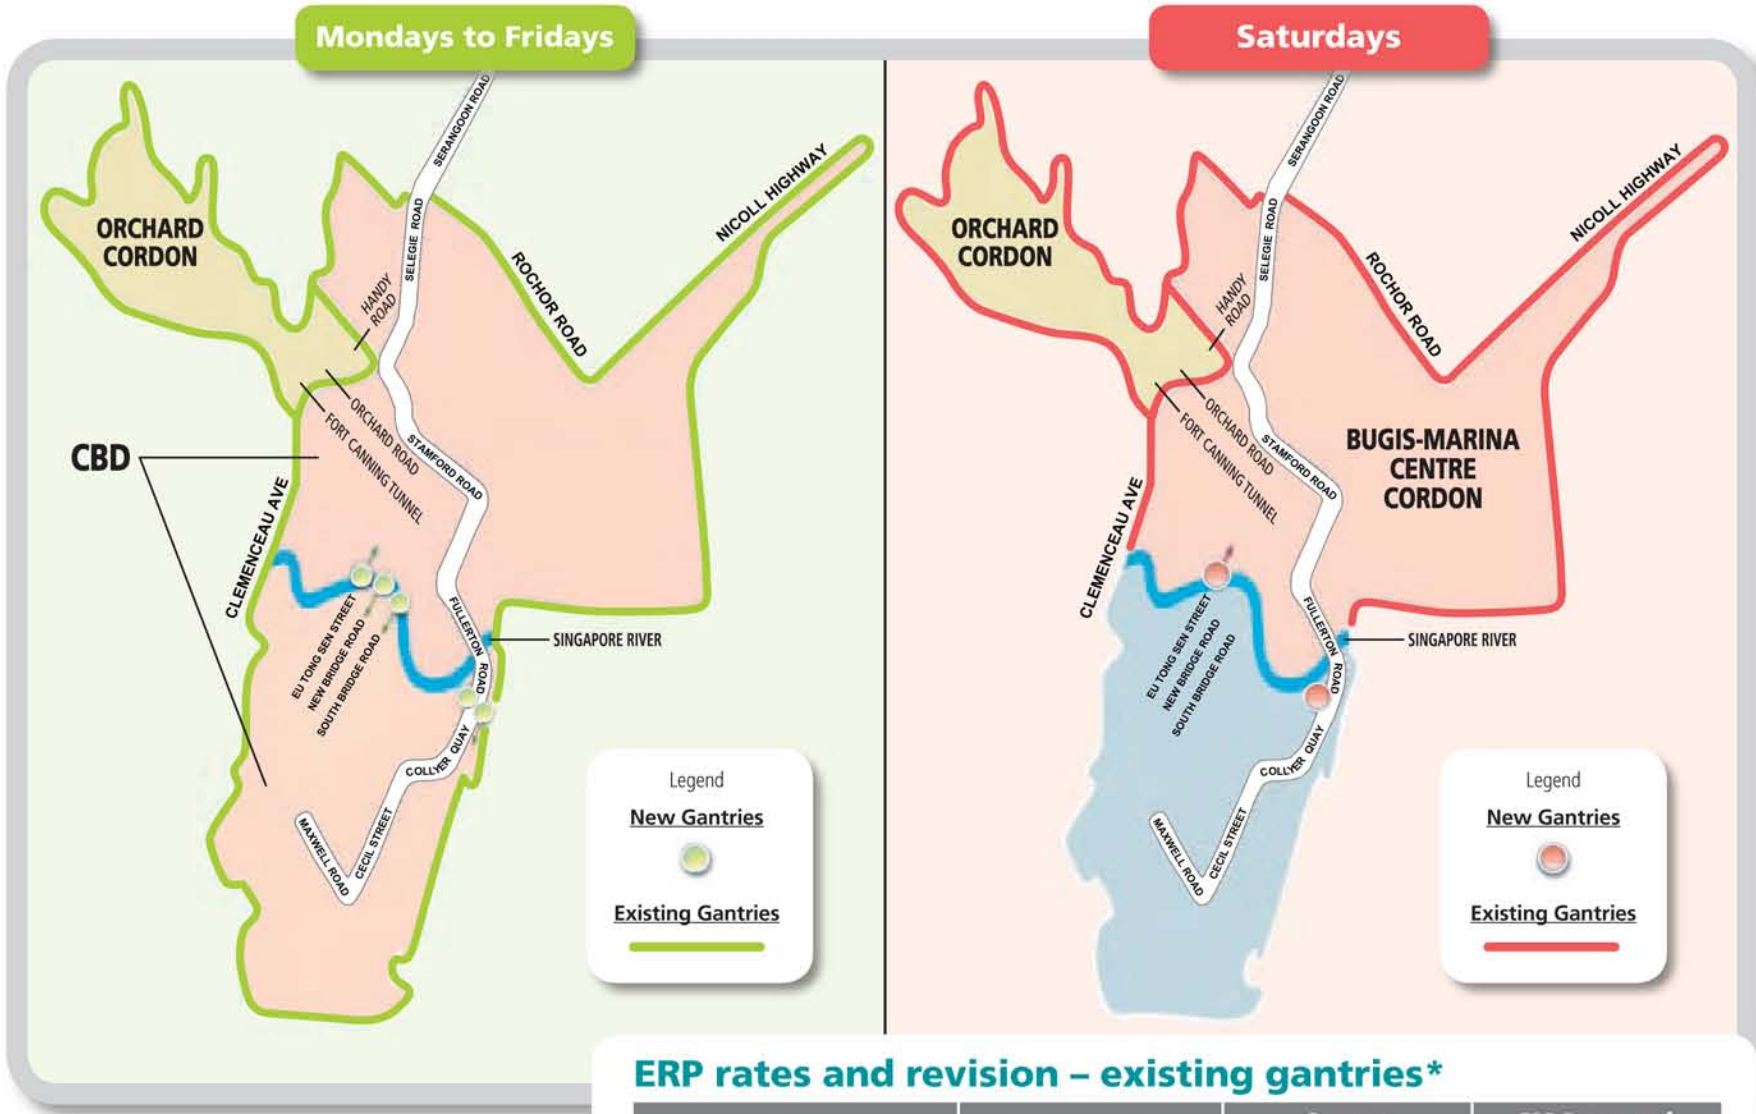 Mondays to Fridays
SERANGOON ROAD
SELEGIE ROAD
NICOLL HIGHWAY
ORCHARD
CORDON
ROCHOR ROAD
HANDY
ROAD
ORCHARD ROAD
FORT CANNING TUNNEL
STAMFORD ROAD
CBD
CLEMENCEAU AVE
EU TONG SEN STREET
NEW BRIDGE ROAD
SOUTH BRIDGE ROAD
FULLERTON ROAD
SINGAPORE RIVER
COLLYER QUAY
CECIL STREET
MAXWELL ROAD
Legend
New Gantries
Existing Gantries
Saturdays
SERANGOON ROAD
SELEGIE ROAD
NICOLL HIGHWAY
ORCHARD
CORDON
ROCHOR ROAD
HANDY
ROAD
ORCHARD ROAD
FORT CANNING TUNNEL
STAMFORD ROAD
BUGIS-MARINA
CENTRE
CORDON
CLEMENCEAU AVE
EU TONG SEN STREET
NEW BRIDGE ROAD
SOUTH BRIDGE ROAD
FULLERTON ROAD
SINGAPORE RIVER
COLLYER QUAY
CECIL STREET
MAXWELL ROAD
Legend
New Gantries
Existing Gantries
ERP rates and revision – existing gantries*